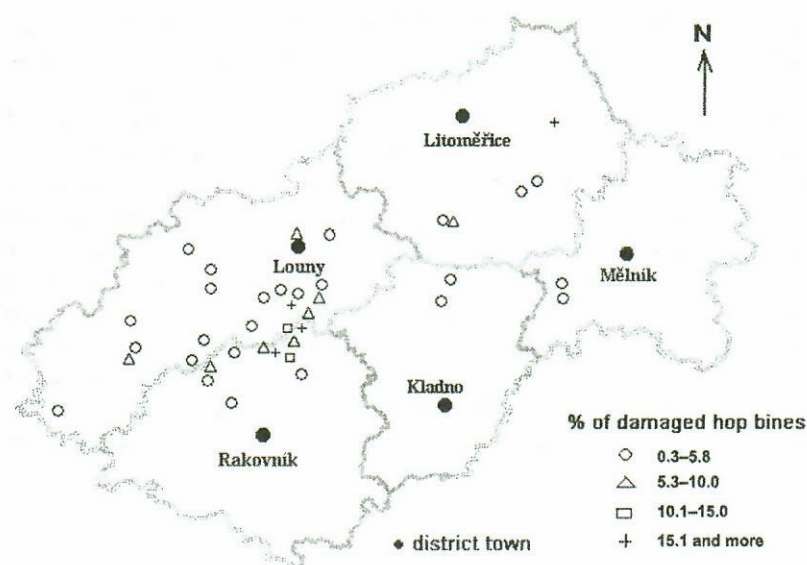 N
Litoměřice
Louny
Mělník
Kladno
Rakovník
% of damaged hop bines
0.3–5.8
5.3–10.0
10.1–15.0
15.1 and more
district town